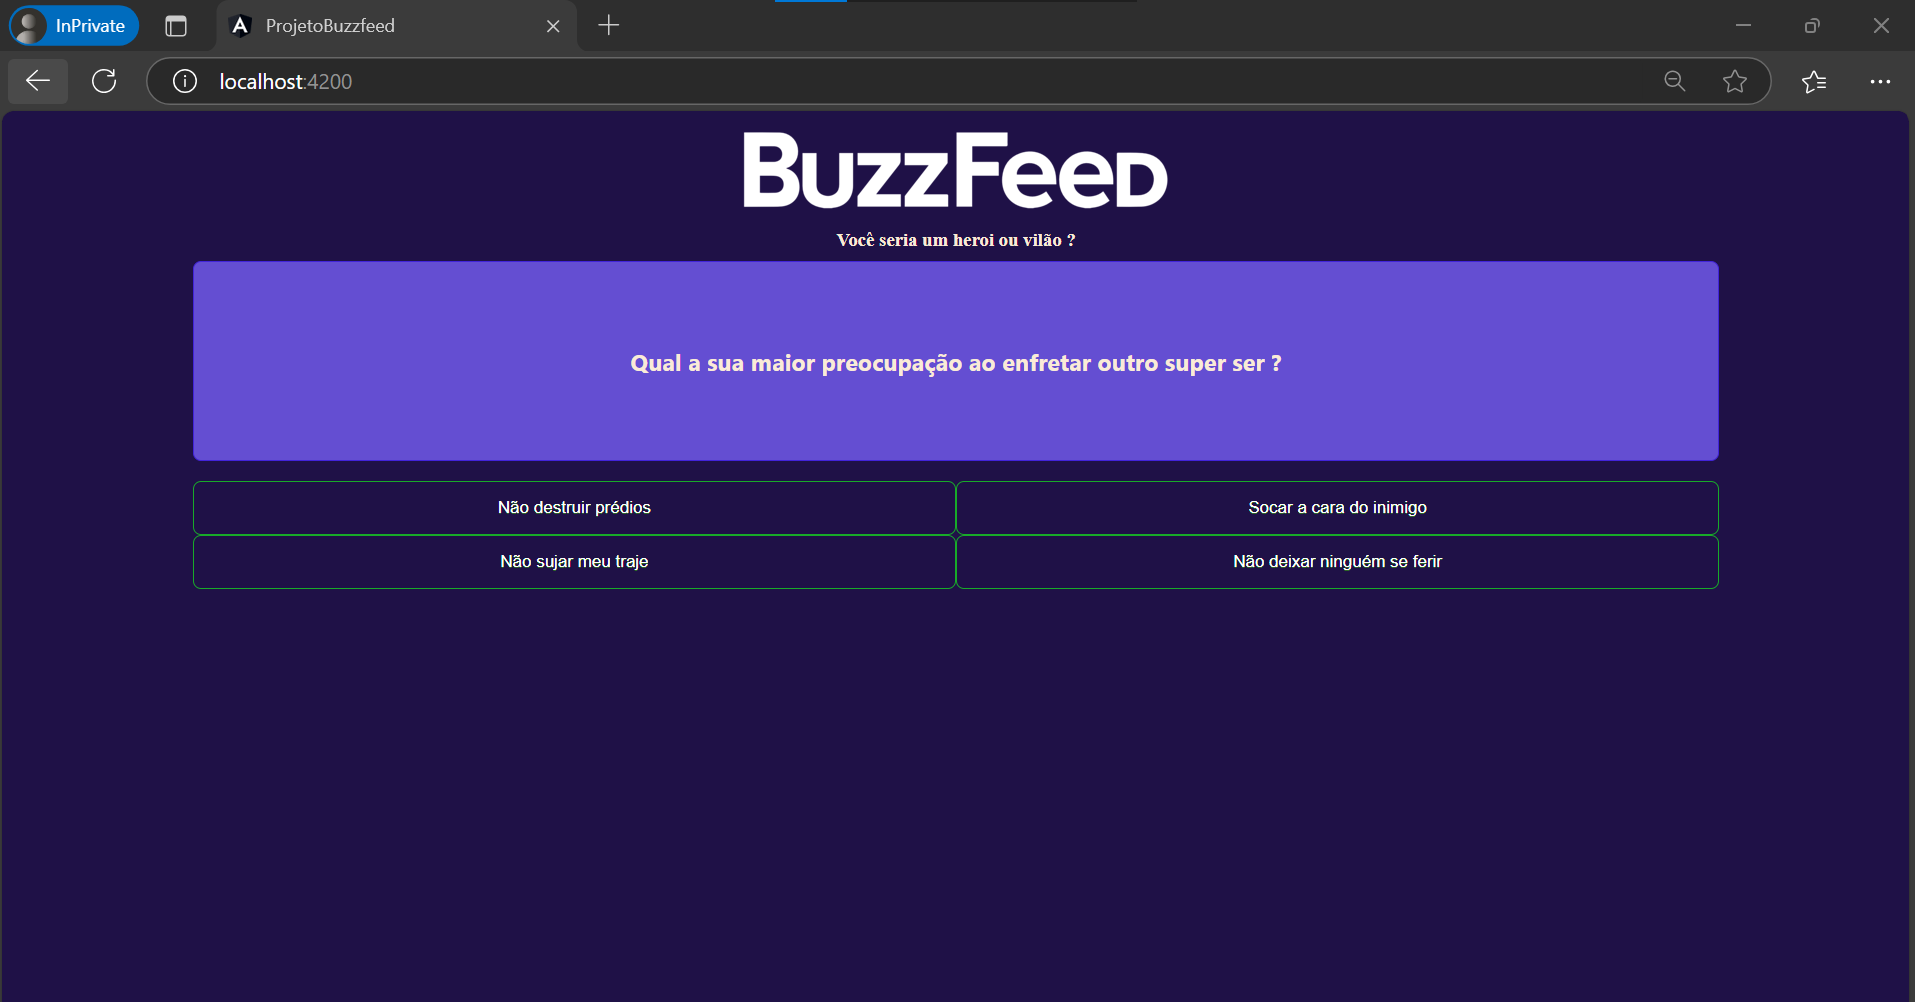 InPrivate
ProjetoBuzzfeed
localhost:4200
BuzzFeed
Você seria um heroi ou vilão ?
Qual a sua maior preocupação ao enfretar outro super ser ?
Não destruir prédios
Socar a cara do inimigo
Não sujar meu traje
Não deixar ninguém se ferir